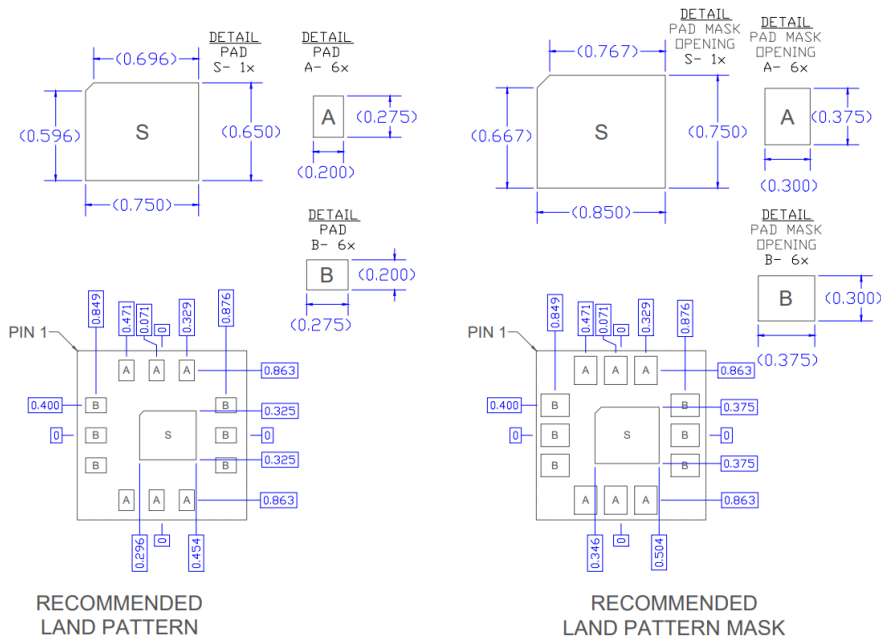 DETAIL
PAD
S- 1x
(0.696)
(0.596)
S
(0.650)
(0.750)
DETAIL
PAD
A- 6x
A
(0.275)
(0.200)
DETAIL
PAD
B- 6x
B
(0.200)
(0.275)
PIN 1
0.849
0.471
0.071
0
0.329
0.876
A A A
0.863
0.400
B
B
0.325
0
B
S
B
0
B
B
0.325
A A A
0.863
0.296
0
0.454
RECOMMENDED
LAND PATTERN
DETAIL
PAD MASK
OPENING
S- 1x
(0.767)
(0.667)
S
(0.750)
(0.850)
DETAIL
PAD MASK
OPENING
A- 6x
A
(0.375)
(0.300)
DETAIL
PAD MASK
OPENING
B- 6x
B
(0.300)
(0.375)
PIN 1
0.849
0.471
0.071
0
0.329
0.876
A A A
0.863
0.400
B
B
0.375
0
B
S
B
0
B
B
0.375
A A A
0.863
0.346
0
0.504
RECOMMENDED
LAND PATTERN MASK